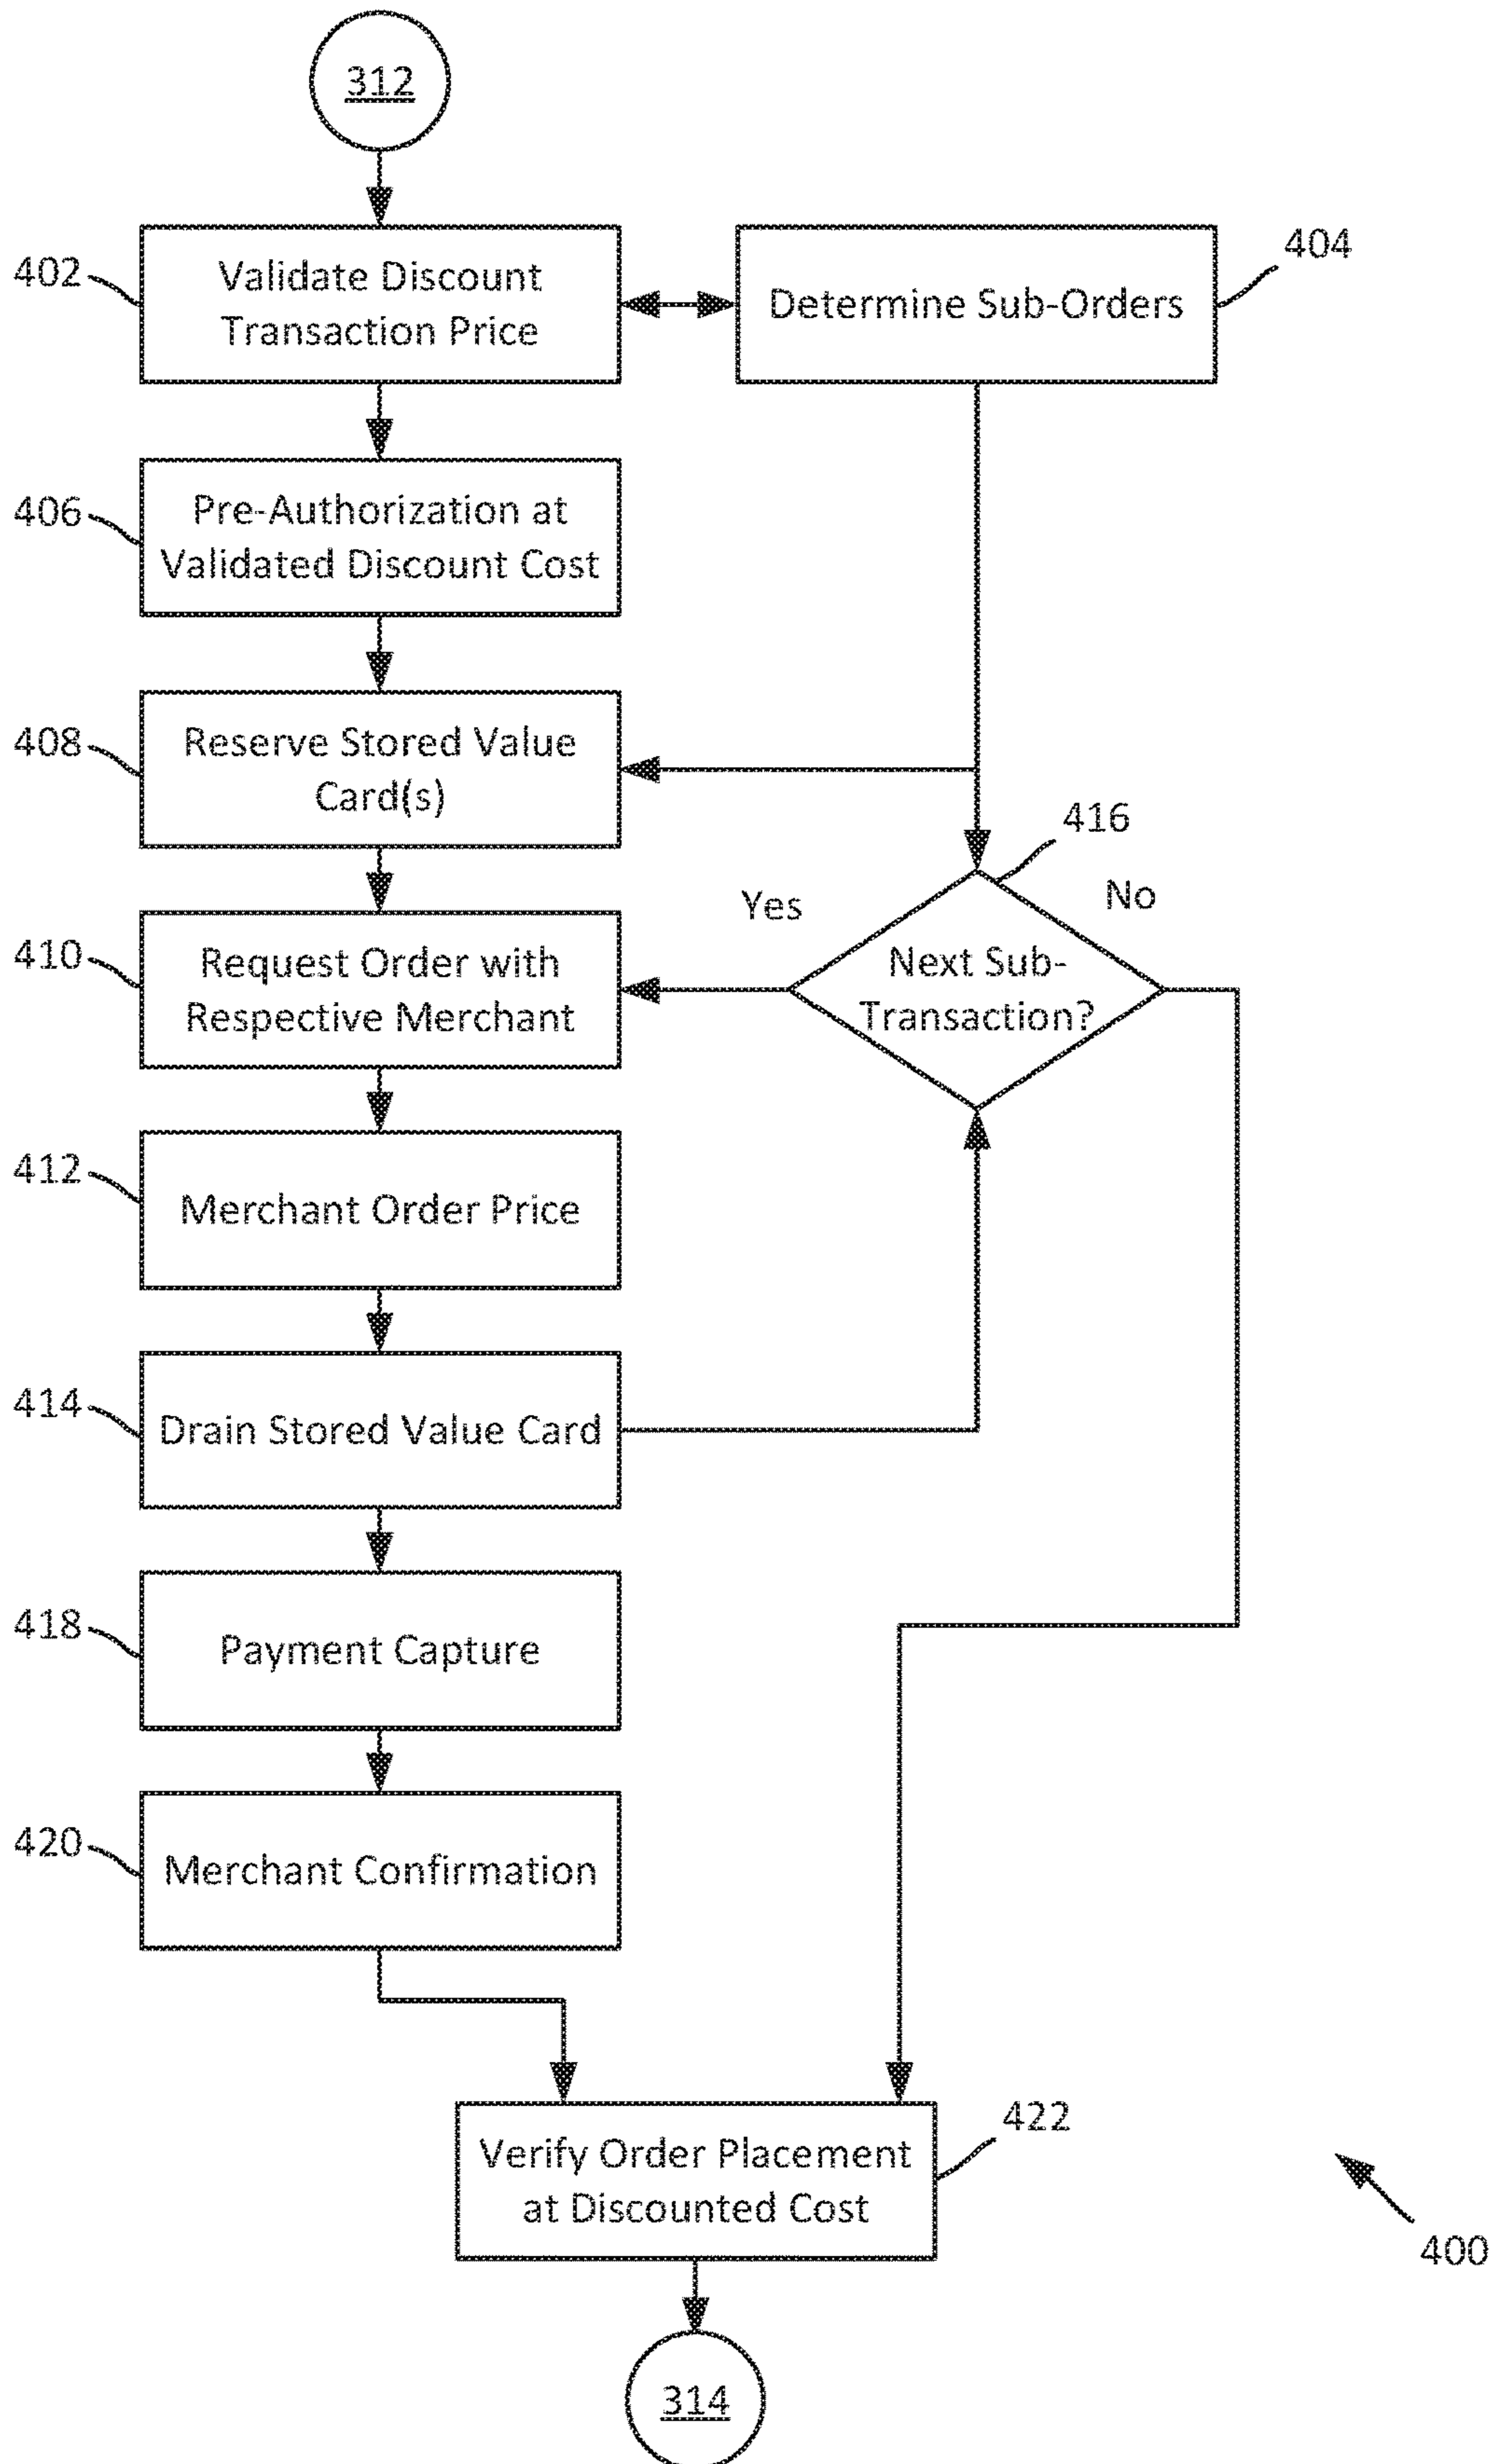 312
402
Validate Discount
Transaction Price
404
Determine Sub-Orders
406
Pre-Authorization at
Validated Discount Cost
408
Reserve Stored Value
Card(s)
416
Yes
No
410
Request Order with
Respective Merchant
Next Sub-
Transaction?
412
Merchant Order Price
414
Drain Stored Value Card
418
Payment Capture
420
Merchant Confirmation
422
Verify Order Placement
at Discounted Cost
400
314